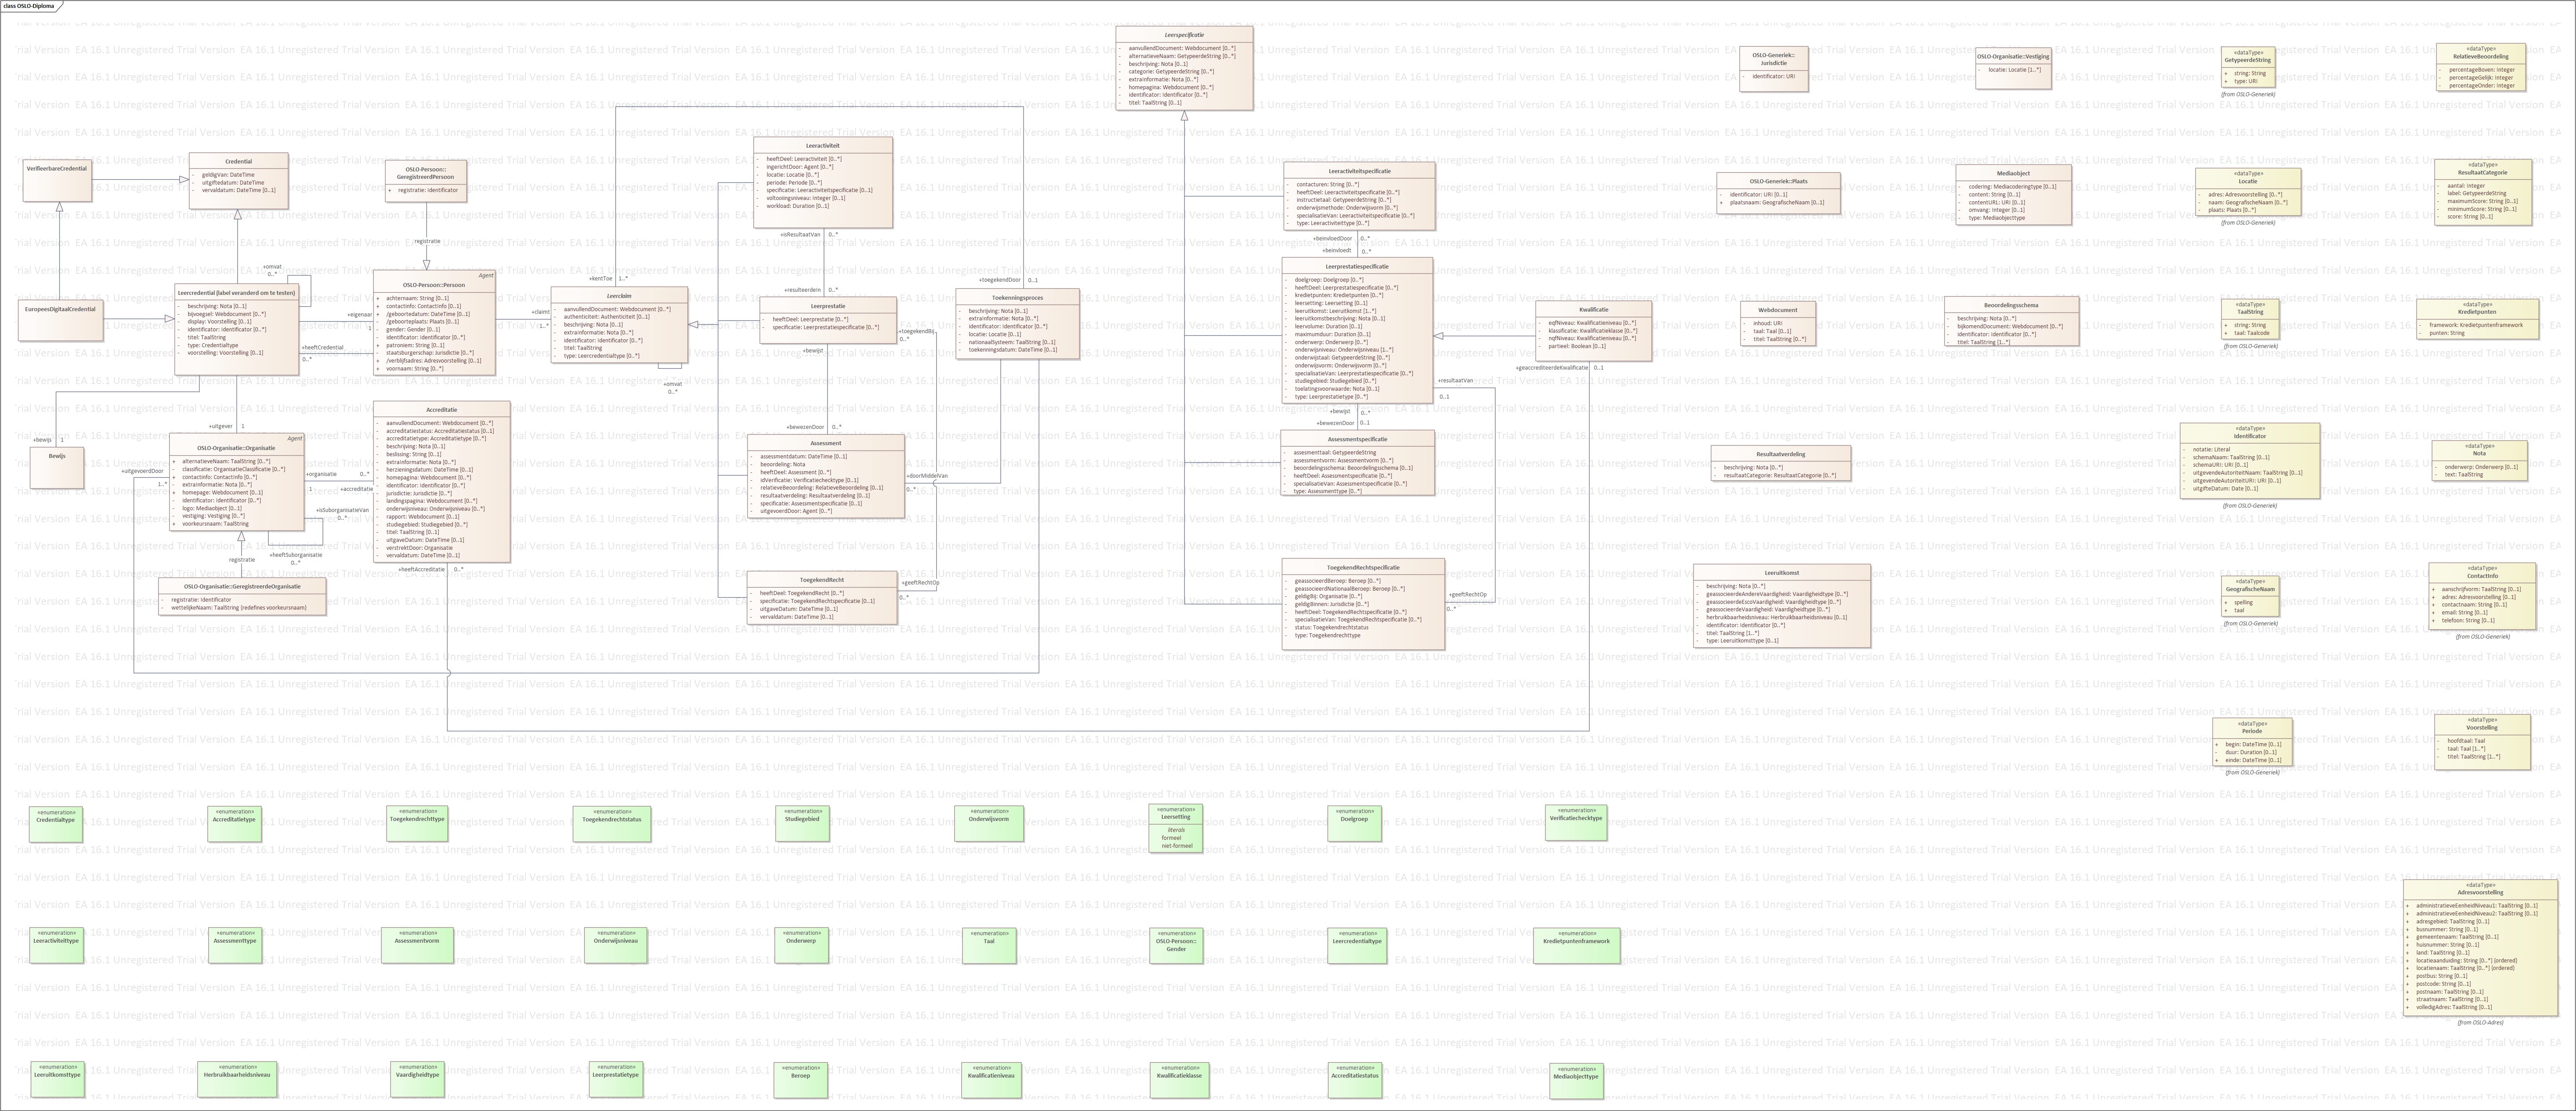 class OSLO-Diploma
Leerspecificatie
- aanvullendDocument: Webdocument [0..*]
- alternatieveNaam: GetypeerdeString [0..*]
- beschrijving: Nota [0..1]
- categorie: GetypeerdeString [0..*]
- extrainformatie: Nota [0..*]
- homepagina: Webdocument [0..*]
- identificator: Identificator [0..*]
- titel: TaalString [0..1]
OSLO-Generiek::
Jurisdictie
- identificator: URI
OSLO-Organisatie::Vestiging
- locatie: Locatie [1..*]
«dataType»
GetypeerdeString
+ string: String
+ type: URI
(from OSLO-Generiek)
«dataType»
RelatieveBeoordeling
- percentageBoven: Integer
- percentageGelijk: Integer
- percentageOnder: Integer
VerifieerbareCredential
Credential
- geldigVan: DateTime
- uitgiftedatum: DateTime
- vervaldatum: DateTime [0..1]
OSLO-Persoon::
GeregistreerdPersoon
+ registratie: Identificator
Leeractiviteit
- heeftDeel: Leeractiviteit [0..*]
- ingerichtDoor: Agent [0..*]
- locatie: Locatie [0..*]
- periode: Periode [0..*]
- specificatie: Leeractiviteitspecificatie [0..1]
- voltooingsniveau: Integer [0..1]
- workload: Duration [0..1]
Leeractiviteitspecificatie
- contacturen: String [0..*]
- heeftDeel: Leeractiviteitspecificatie [0..*]
- instructietaal: GetypeerdeString [0..*]
- onderwijsmethode: Onderwijsvorm [0..*]
- specialisatieVan: Leeractiviteitspecificatie [0..*]
- type: Leeractiviteittype [0..*]
OSLO-Generiek::Plaats
- identificator: URI [0..1]
+ plaatsnaam: GeografischeNaam [0..1]
Mediaobject
- codering: Mediacoderingtype [0..1]
- content: String [0..1]
- contentURL: URI [0..1]
- omvang: Integer [0..1]
- type: Mediaobjecttype
«dataType»
Locatie
+ adres: Adresvoorstelling [0..*]
+ naam: GeografischeNaam [0..*]
+ plaats: Plaats [0..*]
(from OSLO-Generiek)
«dataType»
ResultaatCategorie
- aantal: Integer
- label: GetypeerdeString
- maximumScore: String [0..1]
- minimumScore: String [0..1]
- score: String [0..1]
registratie
+isResultaatVan 0..*
+beinvloedDoor 0..*
+beinvloedt 0..*
+omvat
0..*
+kentToe 1..*
+toegekendDoor 0..1
+resulteerdein 0..*
EuropeesDigitaalCredential
Leercredential (label veranderd om te testen)
- beschrijving: Nota [0..1]
- bijvoegsel: Webdocument [0..*]
- display: Voorstelling [0..*]
- identificator: identificator [0..*]
- titel: TaalString
- type: Credentialtype
- voorstelling: Voorstelling [0..*]
+eigenaar
1
+heeftCredential
0..*
Agent
OSLO-Persoon::Persoon
+ achternaam: String [0..1]
+ contactinfo: ContactInfo [0..*]
+ /geboortedatum: DateTime [0..*]
+ /geboorteplaats: Plaats [0..1]
- gender: Gender [0..1]
- identificator: identificator [0..*]
- patroniem: String [0..1]
- staatsburgerschap: Jurisdictie [0..*]
+ /verblijfsadres: Adresvoorstelling [0..*]
+ voornaam: String [0..*]
+claimt
1..*
Leerclaim
- aanvullendDocument: Webdocument [0..*]
- authenticiteit: Authenticiteit [0..1]
- beschrijving: Nota [0..1]
- extrainformatie: Nota [0..*]
- identificator: identificator [0..1]
- titel: TaalString
- type: Leercredentialtype [0..*]
+omvat
0..*
Leerprestatie
- heeftDeel: Leerprestatie [0..*]
- specificatie: Leerprestatiespecificatie [0..1]
Toekenningsproces
- beschrijving: Nota [0..1]
- extrainformatie: Nota [0..*]
- identificator: identificator [0..*]
- locatie: Locatie [0..1]
- nationaalSysteem: TaalString [0..1]
- toekenningsdatum: DateTime [0..1]
+toegekendBij
0..*
+bewijst
Leerprestatiespecificatie
- doelgroep: Doelgroep [0..*]
- heeftDeel: Leerprestatiespecificatie [0..*]
- kredietpunten: Kredietpunten [0..*]
- leersetting: Leersetting [0..1]
- leeruitkomst: Leeruitkomst [1..*]
- leeruitkomstbeschrijving: Nota [0..1]
- leervolume: Duration [0..1]
- maximumduur: Duration [0..1]
- onderwerp: Onderwerp [0..*]
- onderwijsniveau: Onderwijsniveau [1..*]
- onderwijstaal: GetypeerdeString [0..*]
- onderwijsvorm: Onderwijsvorm [0..*]
- specialisatieVan: Leerprestatiespecificatie [0..*]
- studiegebied: Studiegebied [0..*]
- toelatingsvoorwaarde: Nota [0..1]
- type: Leerprestatietype [0..*]
Kwalificatie
- eqfNiveau: Kwalificatieniveau [0..*]
- klassificatie: Kwalificatieklasse [0..*]
- nqfNiveau: Kwalificatieniveau [0..*]
- partieel: Boolean [0..1]
+geaccrediteerdeKwalificatie 0..1
Webdocument
- inhoud: URI
- taal: Taal [0..1]
- titel: TaalString [0..*]
Beoordelingsschema
- beschrijving: Nota [0..*]
- bijkomendDocument: Webdocument [0..*]
- identificator: identificator [0..*]
- titel: TaalString [1..*]
«dataType»
TaalString
+ string: String
+ taal: Taalcode
(from OSLO-Generiek)
«dataType»
Kredietpunten
- framework: Kredietpuntenframework
- punten: String
+resultaatVan
0..1
+bewijst 0..*
+bewezenDoor 0..1
+uitgever 1
+bewijs 1
Bewijs
Agent
OSLO-Organisatie::Organisatie
+ alternatieveNaam: TaalString [0..*]
- classificatie: OrganisatieClassificatie [0..*]
+ contactinfo: ContactInfo [0..*]
- extrainformatie: Nota [0..*]
+ homepage: Webdocument [0..*]
- identificator: Identificator [0..*]
- logo: Mediaobject [0..1]
- vestiging: Vestiging [0..*]
+ voorkeursnaam: TaalString
+uitgevoerdDoor
1..*
+organisatie 0..*
1 +accreditatie
+isSuborganisatieVan
0..*
+heeftSuborganisatie
0..*
registratie
OSLO-Organisatie::GeregistreerdeOrganisatie
- registratie: Identificator
- wettelijkeNaam: TaalString {redefines voorkeursnaam}
Accreditatie
- aanvullendDocument: Webdocument [0..*]
- accreditatiestatus: Accreditatiestatus [0..1]
- accreditatietype: Accreditatietype [0..*]
- beschrijving: Nota [0..1]
- beslissing: String [0..1]
- extrainformatie: Nota [0..*]
- herzieningsdatum: DateTime [0..1]
- homepagina: Webdocument [0..*]
- identificator: identificator [0..1]
- jurisdictie: Jurisdictie [0..*]
- landingspagina: Webdocument [0..*]
- onderwijsniveau: Onderwijsniveau [0..*]
- rapport: Webdocument [0..1]
- studiegebied: Studiegebied [0..*]
- titel: TaalString [0..1]
- uitgaveDatum: DateTime [0..*]
- verstrektDoor: Organisatie
- vervaldatum: DateTime [0..1]
+heeftAccreditatie 0..*
+bewezenDoor 0..*
Assessment
- assessmentdatum: DateTime [0..1]
- beoordeling: Nota
- heeftDeel: Assessment [0..*]
- idVerificatie: Verificatiechecktype [0..1]
- relatieveBeoordeling: RelatieveBeoordeling [0..1]
- resultaatverdeling: Resultaatverdeling [0..1]
- specificatie: Assessmentspecificatie [0..1]
- uitgevoerdDoor: Agent [0..*]
+doorMiddelVan
0..*
ToegekendRecht
- heeftDeel: ToegekendRecht [0..*]
- specificatie: ToegekendRechtspecificatie [0..1]
- uitgaveDatum: DateTime [0..1]
- vervaldatum: DateTime [0..1]
+geeftRechtOp
0..*
Assessmentspecificatie
- assessmenttaal: GetypeerdeString
- assessmentvorm: Assessmentvorm [0..*]
- beoordelingsschema: Beoordelingsschema [0..1]
- heeftDeel: Assessmentspecificatie [0..*]
- specialisatieVan: Assessmentspecificatie [0..*]
- type: Assessmenttype [0..*]
ToegekendRechtspecificatie
- geassocieerdBeroep: Beroep [0..*]
- geassocieerdNationaalBeroep: Beroep [0..*]
- geldigBij: Organisatie [0..*]
- geldigBinnen: Jurisdictie [0..*]
- heeftDeel: ToegekendRechtspecificatie [0..*]
- specialisatieVan: ToegekendRechtspecificatie [0..*]
- status: Toegekendrechtstatus
- type: Toegekendrechttype
+geeftRechtOp
0..*
Resultaatverdeling
- beschrijving: Nota [0..*]
- resultaatCategorie: ResultaatCategorie [0..*]
Leeruitkomst
- beschrijving: Nota [0..*]
- geassocieerdeAndereVaardigheid: Vaardigheidtype [0..*]
- geassocieerdeEscoVaardigheid: Vaardigheidtype [0..*]
- geassocieerdeVaardigheid: Vaardigheidtype [0..*]
- herbruikbaarheidsniveau: Herbruikbaarheidsniveau [0..1]
- identificator: Identificator [0..*]
- titel: TaalString [1..*]
- type: Leeruitkomsttype [0..1]
«dataType»
Identificator
- notatie: Literal
- schemaNaam: TaalString [0..1]
- schemaURI: URI [0..1]
- uitgevendeAutoriteitNaam: TaalString [0..1]
- uitgevendeAutoriteitURI: URI [0..1]
- uitgifteDatum: Date [0..1]
(from OSLO-Generiek)
«dataType»
Nota
- onderwerp: Onderwerp [0..1]
- text: TaalString
«dataType»
GeografischeNaam
+ spelling
+ taal
(from OSLO-Generiek)
«dataType»
ContactInfo
+ aanschrijfvorm: TaalString [0..1]
+ adres: Adresvoorstelling [0..1]
+ contactnaam: String [0..1]
+ email: String [0..1]
+ telefoon: String [0..1]
(from OSLO-Generiek)
«dataType»
Periode
+ begin: DateTime [0..1]
- duur: Duration [0..1]
+ einde: DateTime [0..1]
(from OSLO-Generiek)
«dataType»
Voorstelling
- hoofdtaal: Taal
- taal: Taal [1..*]
- titel: TaalString [1..*]
«enumeration»
Credentialtype
«enumeration»
Accreditatietype
«enumeration»
Toegekendrechttype
«enumeration»
Toegekendrechtstatus
«enumeration»
Studiegebied
«enumeration»
Onderwijsvorm
«enumeration»
Leersetting
literals
formeel
niet-formeel
«enumeration»
Doelgroep
«enumeration»
Verificatiechecktype
«dataType»
Adresvoorstelling
+ administratieveEenheidNiveau1: TaalString [0..1]
+ administratieveEenheidNiveau2: TaalString [0..1]
+ adresgebied: TaalString [0..1]
+ busnummer: String [0..1]
+ gemeentenaam: TaalString [0..1]
+ huisnummer: String [0..1]
+ land: TaalString [0..1]
+ locatieaanduiding: String [0..*] {ordered}
+ locatienaam: TaalString [0..*] {ordered}
+ postbus: String [0..1]
+ postcode: String [0..1]
+ postnaam: TaalString [0..1]
+ straatnaam: TaalString [0..1]
+ volledigAdres: TaalString [0..1]
(from OSLO-Adres)
«enumeration»
Leeractiviteittype
«enumeration»
Assessmenttype
«enumeration»
Assessmentvorm
«enumeration»
Onderwijsniveau
«enumeration»
Onderwerp
«enumeration»
Taal
«enumeration»
OSLO-Persoon::
Gender
«enumeration»
Leercredentialtype
«enumeration»
Kredietpuntenframework
«enumeration»
Leeruitkomsttype
«enumeration»
Herbruikbaarheidsniveau
«enumeration»
Vaardigheidtype
«enumeration»
Leerprestatietype
«enumeration»
Beroep
«enumeration»
Kwalificatieniveau
«enumeration»
Kwalificatieklasse
«enumeration»
Accreditatiestatus
«enumeration»
Mediaobjecttype
EA 16.1 Unregistered Trial Version